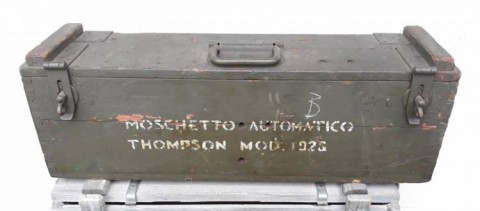 B
MOSCHETTO AUTOMATICO
THOMPSON MOD. 1928